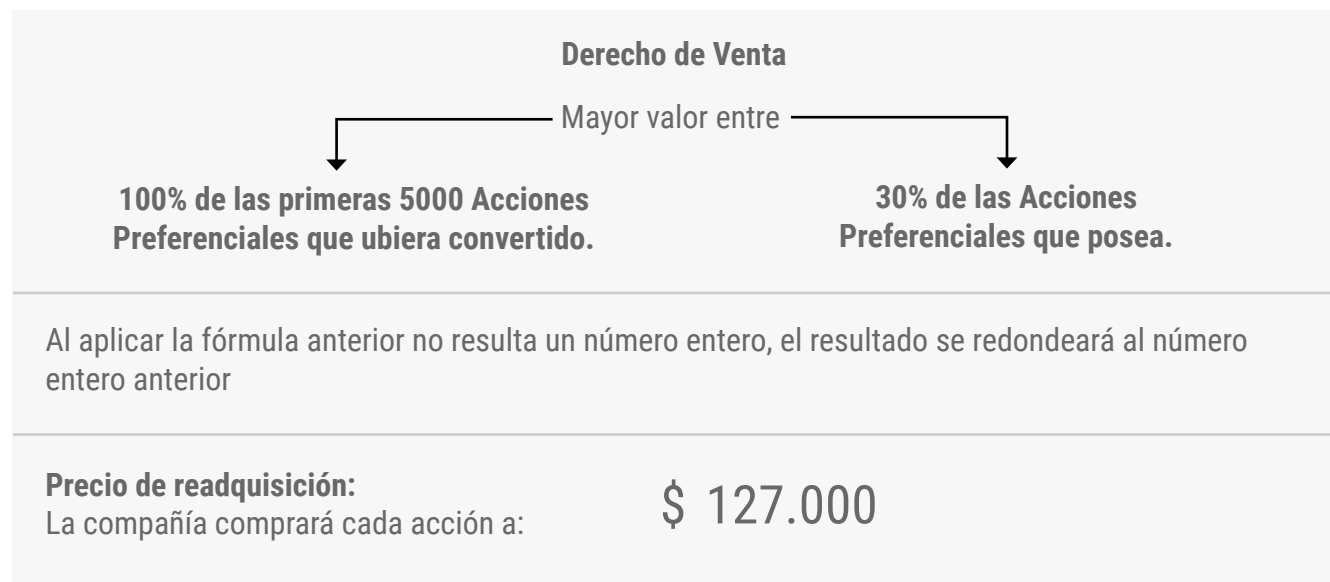 Derecho de Venta
Mayor valor entre
100% de las primeras 5000 Acciones
Preferenciales que ubiera convertido.
30% de las Acciones
Preferenciales que posea.
Al aplicar la fórmula anterior no resulta un número entero, el resultado se redondeará al número
entero anterior
Precio de readquisición:
La compañía comprará cada acción a:
$ 127.000